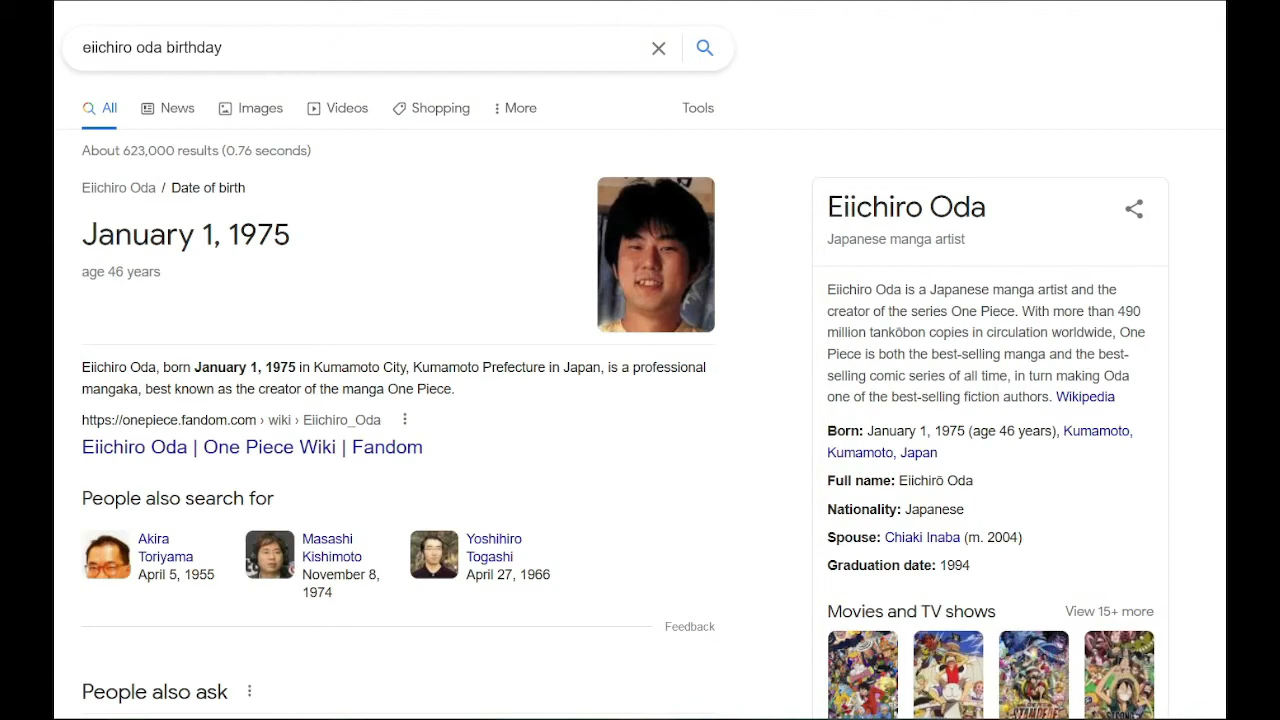 eiichiro oda birthday
All
News
Images
Videos
Shopping
More
Tools
About 623,000 results (0.76 seconds)
Eiichiro Oda / Date of birth
January 1, 1975
age 46 years
Eiichiro Oda, born January 1, 1975 in Kumamoto City, Kumamoto Prefecture in Japan, is a professional
mangaka, best known as the creator of the manga One Piece.
https://onepiece.fandom.com › wiki › Eiichiro_Oda
Eiichiro Oda | One Piece Wiki | Fandom
People also search for
Akira
Toriyama
April 5, 1955
Masashi
Kishimoto
November 8,
1974
Yoshihiro
Togashi
April 27, 1966
Feedback
People also ask
Eiichiro Oda
Japanese manga artist
Eiichiro Oda is a Japanese manga artist and the
creator of the series One Piece. With more than 490
million tankōbon copies in circulation worldwide, One
Piece is both the best-selling manga and the best-
selling comic series of all time, in turn making Oda
one of the best-selling fiction authors. Wikipedia
Born: January 1, 1975 (age 46 years), Kumamoto,
Kumamoto, Japan
Full name: Eiichirō Oda
Nationality: Japanese
Spouse: Chiaki Inaba (m. 2004)
Graduation date: 1994
Movies and TV shows
View 15+ more
STAMPEDE